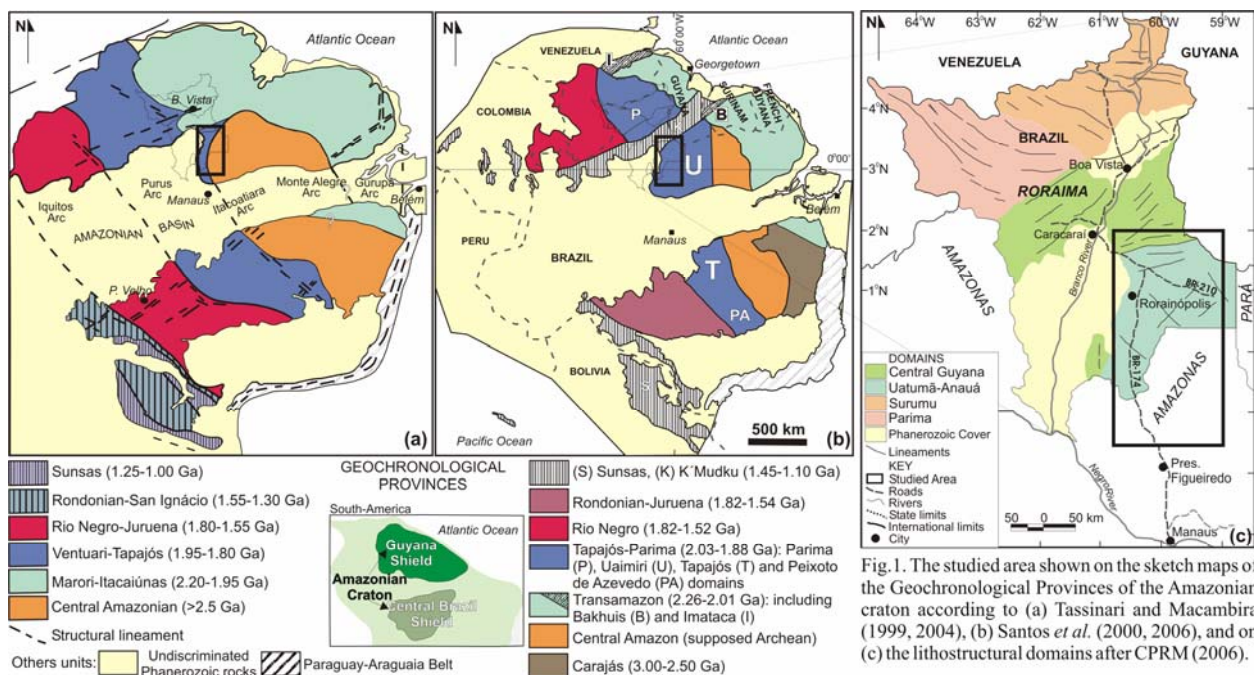 N
Atlantic Ocean
B. Vista
Purus
Arc
Manaus
Itacoatiara
Arc
Monte Alegre
Arc
Gurupá
Arc
Belém
Iquitos
Arc
AMAZONIAN
BASIN
P. Velho
(a)
N
60°00'W
VENEZUELA
I
Atlantic Ocean
Georgetown
GUYANA
SURINAM
FRENCH
GUYANA
COLOMBIA
P
B
U
0°00'
Belém
Manaus
PERU
BRAZIL
T
PA
BOLIVIA
S
Pacific Ocean
500 km
(b)
N
64°W 62°W 61°W 60°W 59°W
VENEZUELA
GUYANA
4°N
BRAZIL
Boa Vista
3°N
RORAIMA
2°N
Caracaraí
Branco River
AMAZONAS
BR-210
1°N
Rorainópolis
PARÁ
BR-174
AMAZONAS
DOMAINS
Central Guyana
Uatumã-Anauá
Surumu
Parima
Phanerozoic Cover
Lineaments
KEY
Studied Area
Roads
Rivers
State limits
International limits
City
Negro River
Pres.
Figueiredo
50 0 50 km
Manaus
(c)
Sunsas (1.25-1.00 Ga)
Rondonian-San Ignácio (1.55-1.30 Ga)
Rio Negro-Juruena (1.80-1.55 Ga)
Ventuari-Tapajós (1.95-1.80 Ga)
Marori-Itacaiúnas (2.20-1.95 Ga)
Central Amazonian (>2.5 Ga)
Structural lineament
Others units:
Undiscriminated
Phanerozoic rocks
Paraguay-Araguaia Belt
GEOCHRONOLOGICAL
PROVINCES
South-America
Atlantic Ocean
Guyana
Shield
Amazonian
Craton
Central Brazil
Shield
(S) Sunsas, (K) K´Mudku (1.45-1.10 Ga)
Rondonian-Juruena (1.82-1.54 Ga)
Rio Negro (1.82-1.52 Ga)
Tapajós-Parima (2.03-1.88 Ga): Parima
(P), Uaimiri (U), Tapajós (T) and Peixoto
de Azevedo (PA) domains
Transamazon (2.26-2.01 Ga): including
Bakhuis (B) and Imataca (I)
Central Amazon (supposed Archean)
Carajás (3.00-2.50 Ga)
Fig.1. The studied area shown on the sketch maps of
the Geochronological Provinces of the Amazonian
craton according to (a) Tassinari and Macambira
(1999, 2004), (b) Santos et al. (2000, 2006), and on
(c) the lithostructural domains after CPRM (2006).